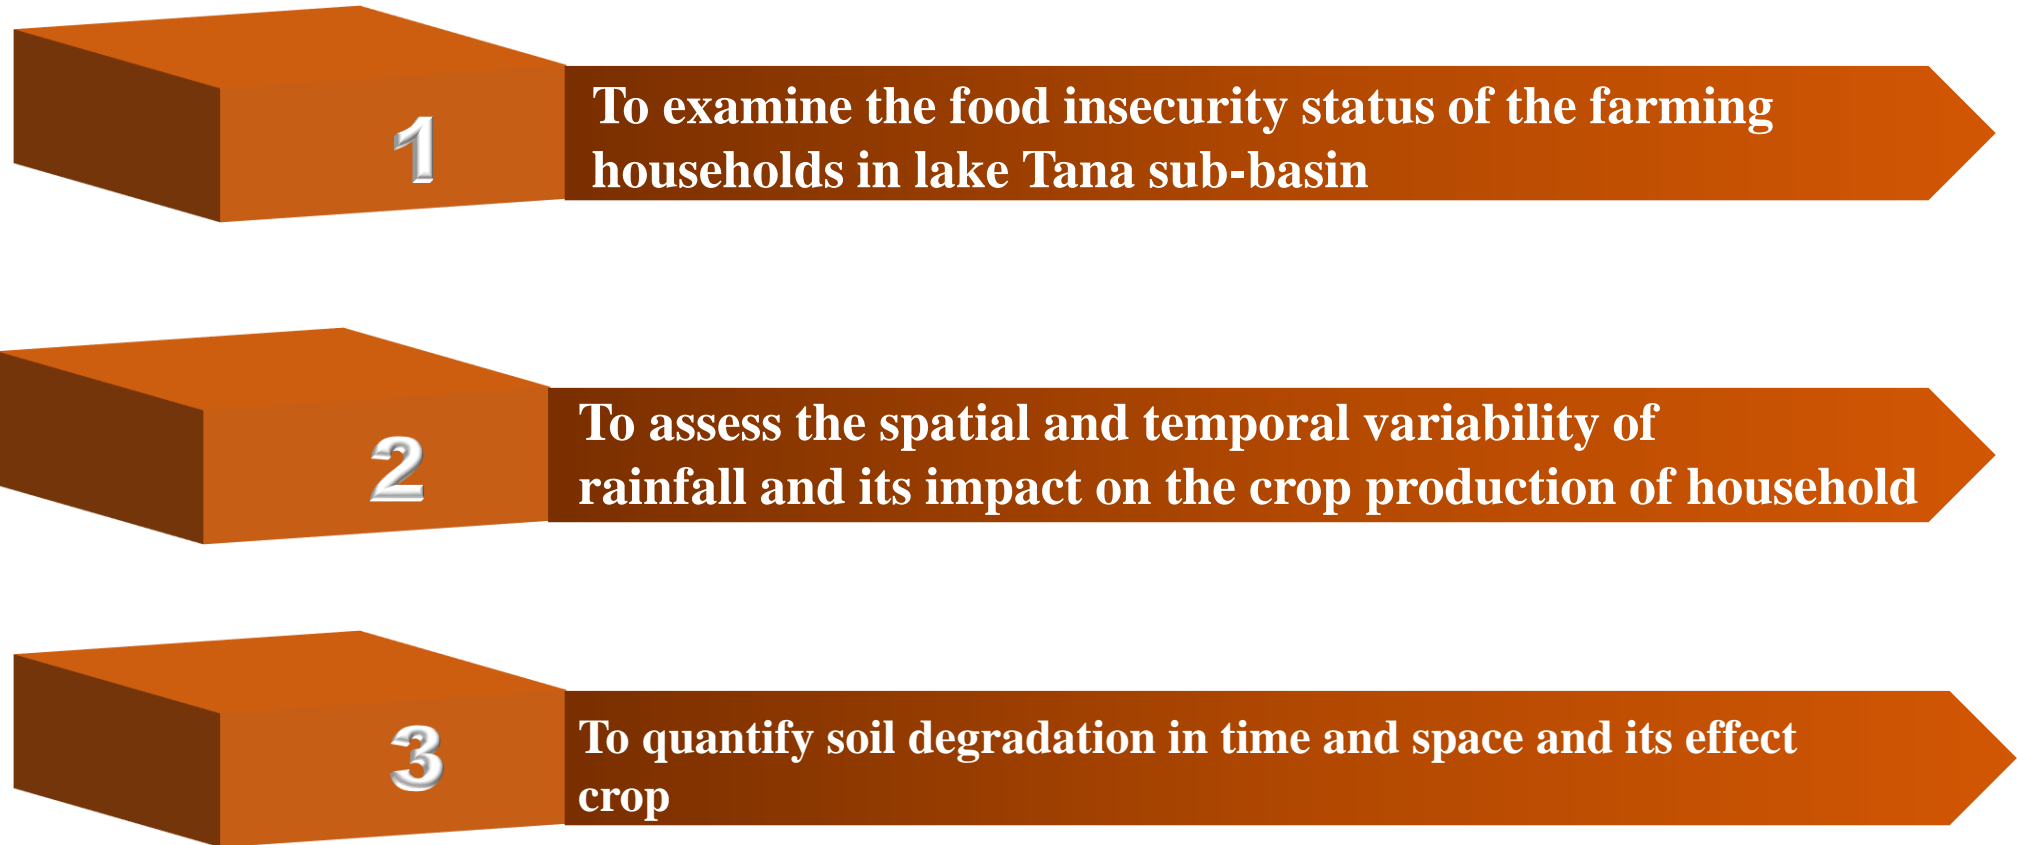 1
To examine the food insecurity status of the farming
households in lake Tana sub-basin
2
To assess the spatial and temporal variability of
rainfall and its impact on the crop production of household
3
To quantify soil degradation in time and space and its effect
crop